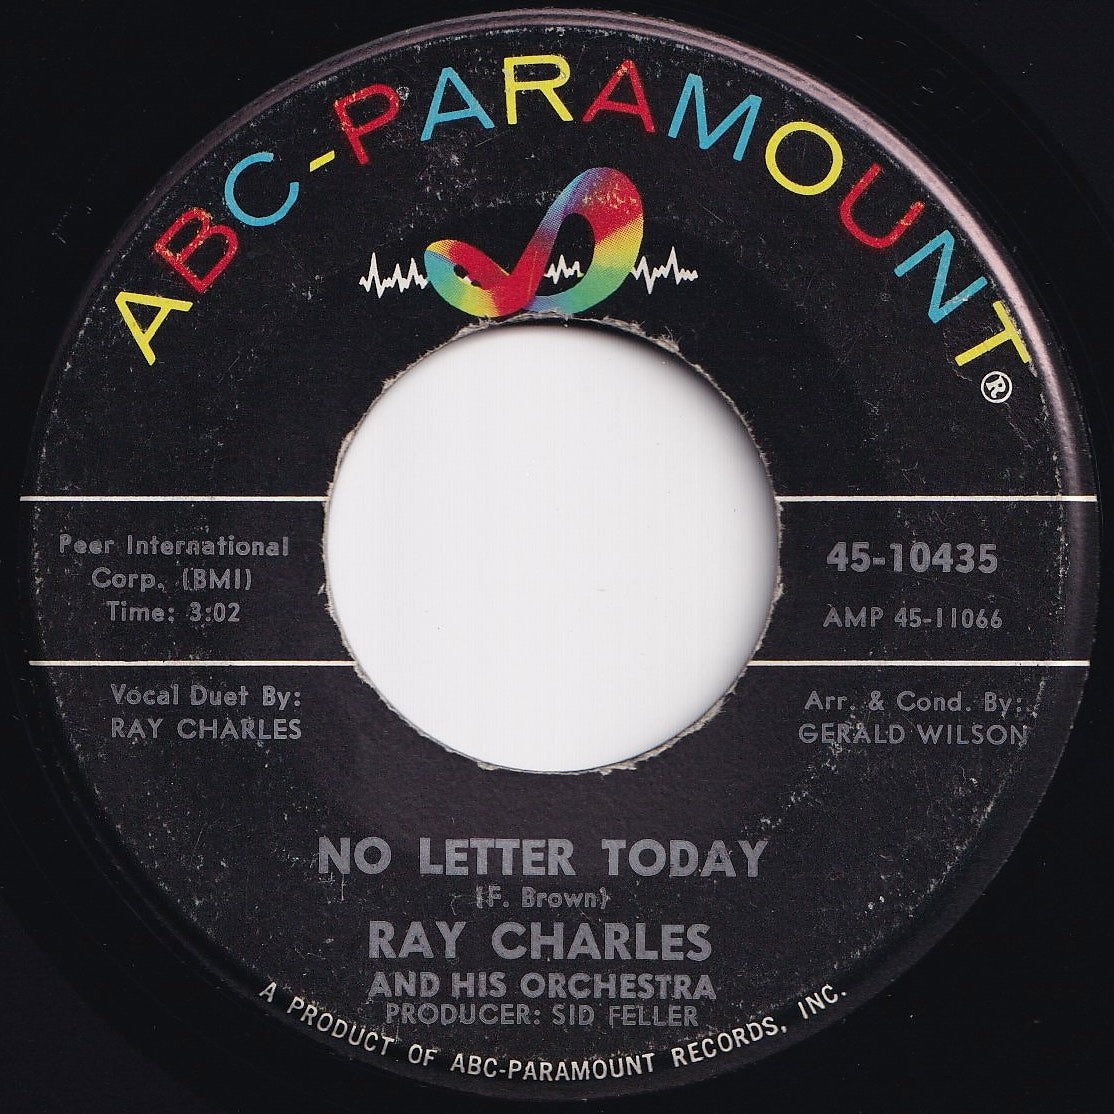 ABC-PARAMOUNT®
Peer International
Corp. (BMI)
Time: 3:02
45-10435
AMP 45-11066
Vocal Duet By:
RAY CHARLES
Arr. & Cond. By:
GERALD WILSON
NO LETTER TODAY
(F. Brown)
RAY CHARLES
AND HIS ORCHESTRA
PRODUCER: SID FELLER
A PRODUCT OF ABC-PARAMOUNT RECORDS, INC.